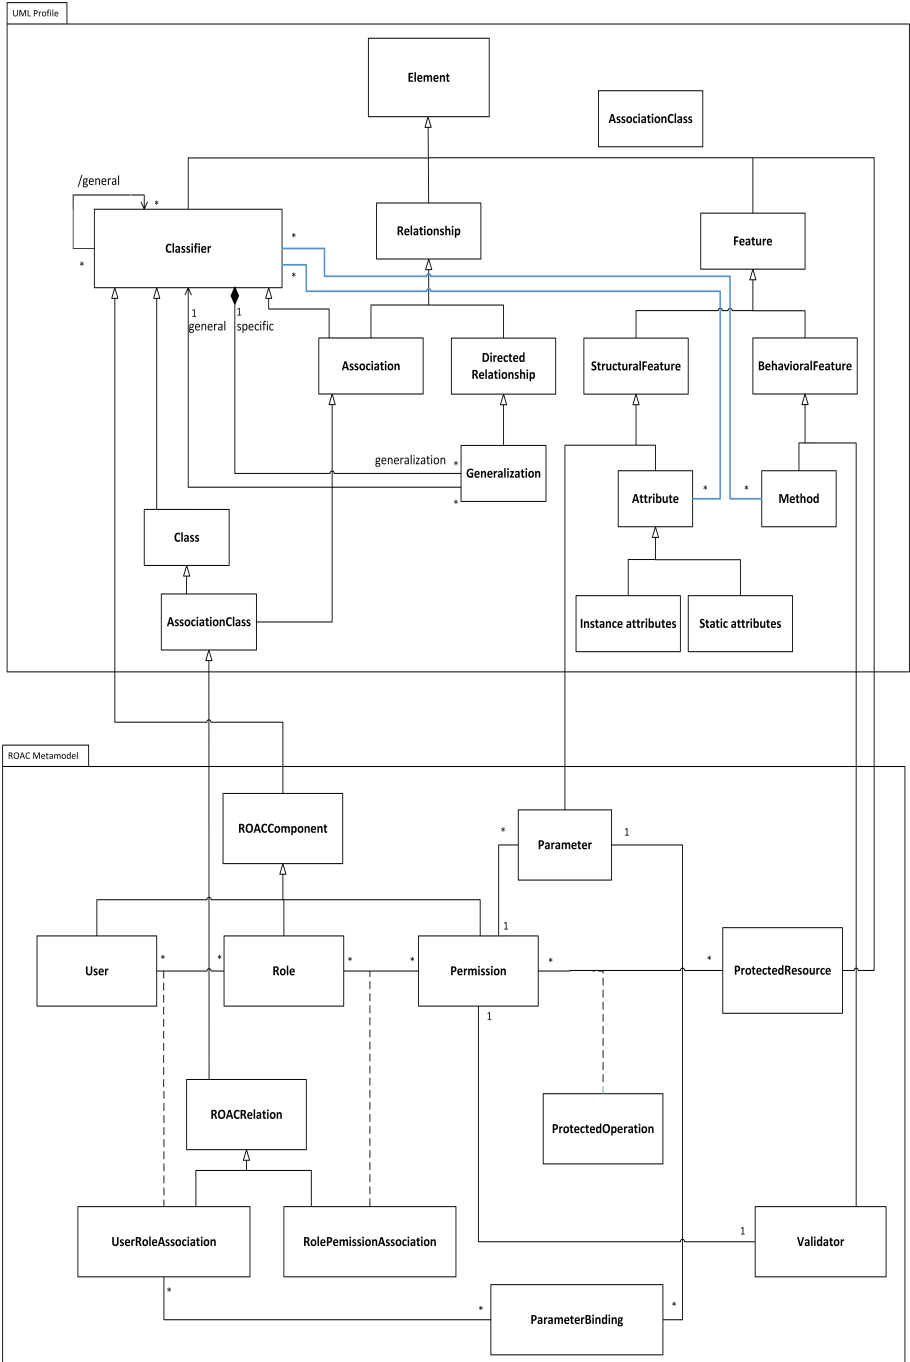 UML Profile
Element
AssociationClass
/general
*
Classifier
*
*
*
Relationship
Feature
1
general
1
specific
Association
Directed
Relationship
StructuralFeature
BehavioralFeature
generalization
*
Generalization
*
Attribute
*
*
Method
Class
AssociationClass
Instance attributes
Static attributes
ROAC Metamodel
ROACComponent
*
Parameter
1
1
User
*
*
Role
*
*
Permission
*
*
ProtectedResource
1
ROACRelation
ProtectedOperation
UserRoleAssociation
RolePemissionAssociation
1
Validator
*
*
ParameterBinding
*